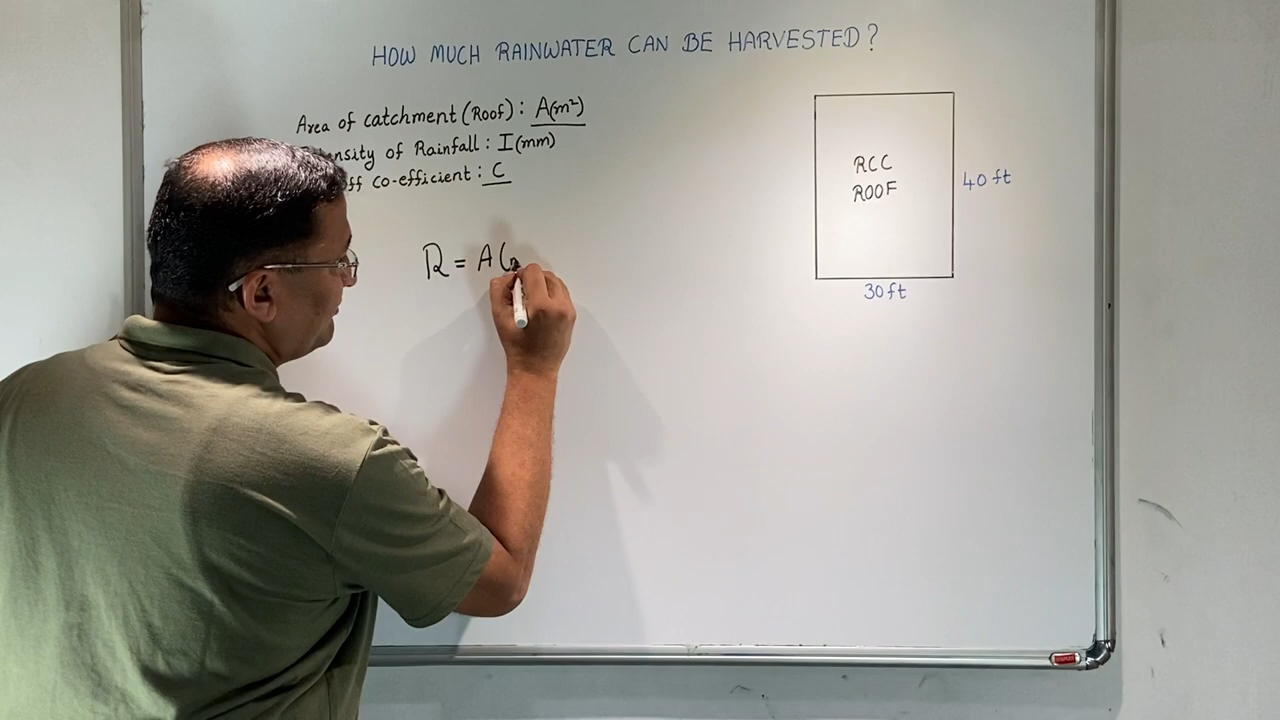 HOW MUCH RAINWATER CAN BE HARVESTED?
Area of catchment (Roof): A(m²)
nsity of Rainfall : I(mm)
ff Co-efficient : C
R = A (
RCC
ROOF
40 ft
30 ft